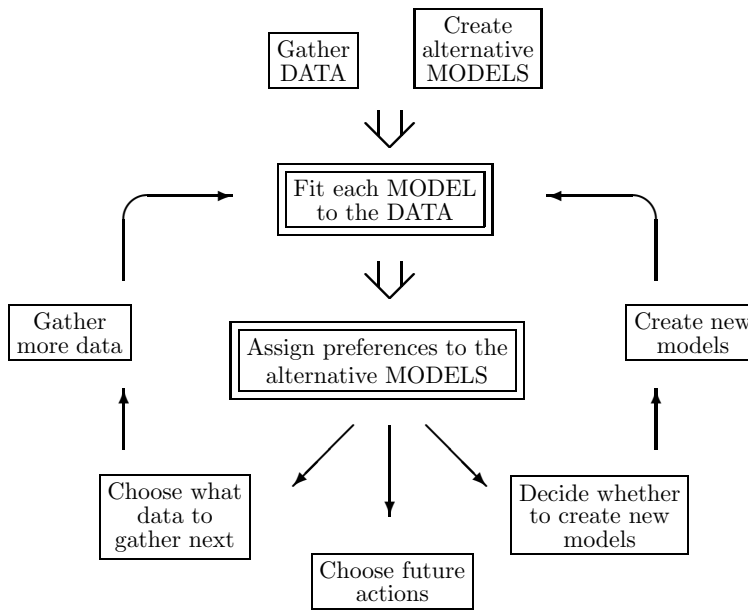 Gather
DATA
Create
alternative
MODELS
Fit each MODEL
to the DATA
Gather
more data
Assign preferences to the
alternative MODELS
Create new
models
Choose what
data to
gather next
Decide whether
to create new
models
Choose future
actions